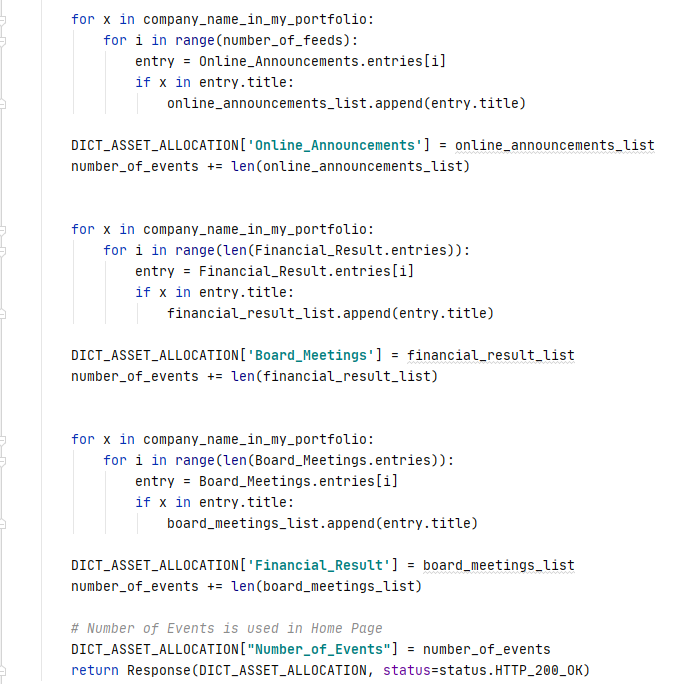 for x in company_name_in_my_portfolio:
    for i in range(number_of_feeds):
        entry = Online_Announcements.entries[i]
        if x in entry.title:
            online_announcements_list.append(entry.title)

DICT_ASSET_ALLOCATION['Online_Announcements'] = online_announcements_list
number_of_events += len(online_announcements_list)


for x in company_name_in_my_portfolio:
    for i in range(len(Financial_Result.entries)):
        entry = Financial_Result.entries[i]
        if x in entry.title:
            financial_result_list.append(entry.title)

DICT_ASSET_ALLOCATION['Board_Meetings'] = financial_result_list
number_of_events += len(financial_result_list)


for x in company_name_in_my_portfolio:
    for i in range(len(Board_Meetings.entries)):
        entry = Board_Meetings.entries[i]
        if x in entry.title:
            board_meetings_list.append(entry.title)

DICT_ASSET_ALLOCATION['Financial_Result'] = board_meetings_list
number_of_events += len(board_meetings_list)

# Number of Events is used in Home Page
DICT_ASSET_ALLOCATION["Number_of_Events"] = number_of_events
return Response(DICT_ASSET_ALLOCATION, status=status.HTTP_200_OK)